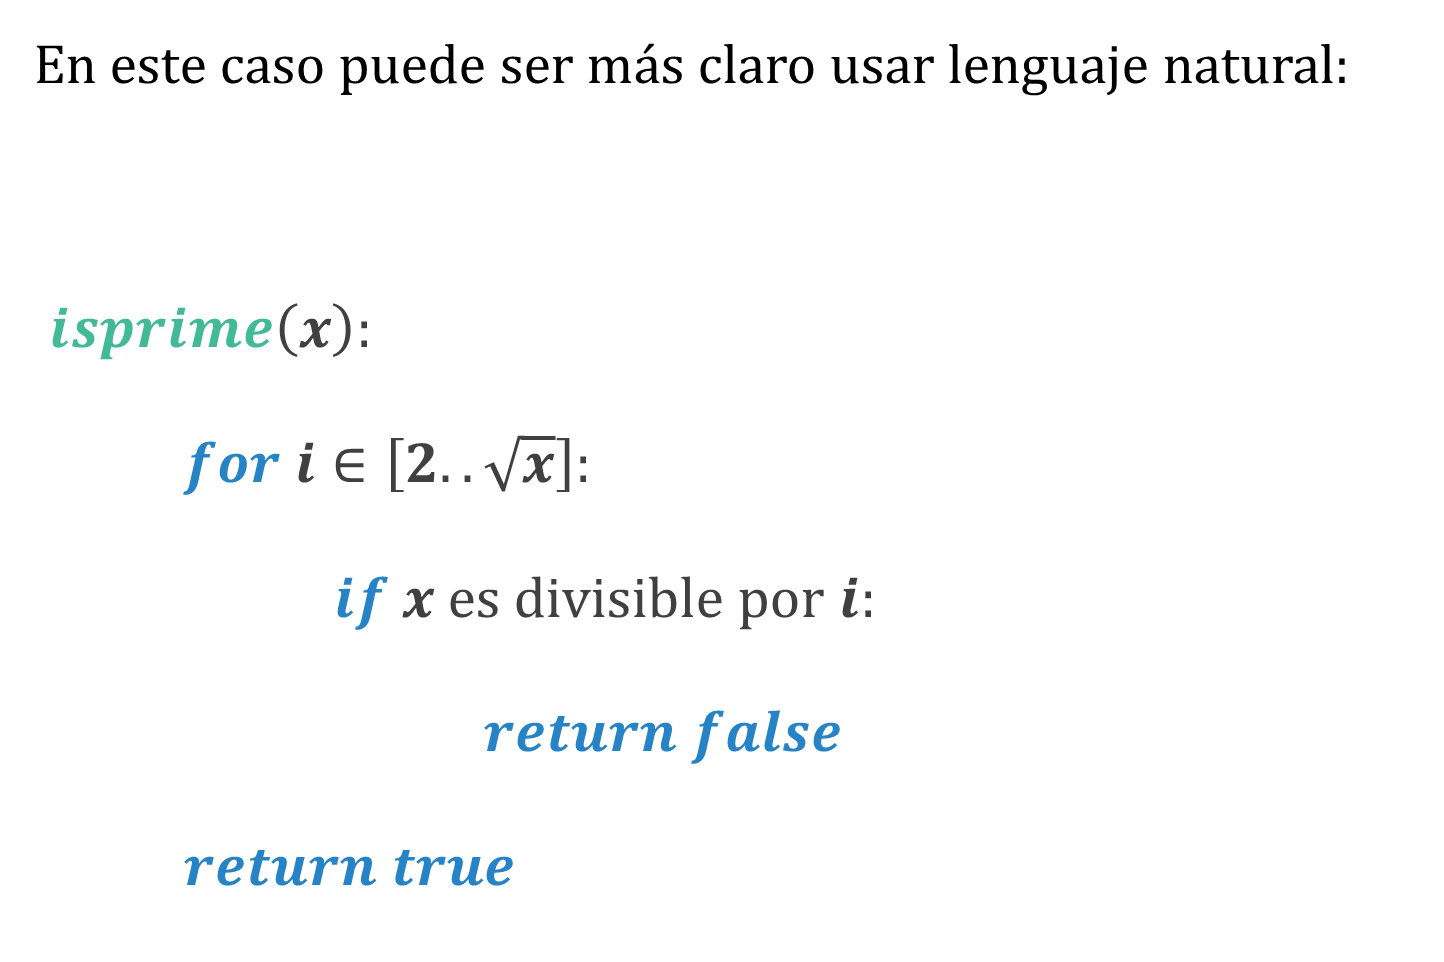 En este caso puede ser más claro usar lenguaje natural:
isprime(x):
for i ∈ [2..√x]:
if x es divisible por i:
return false
return true